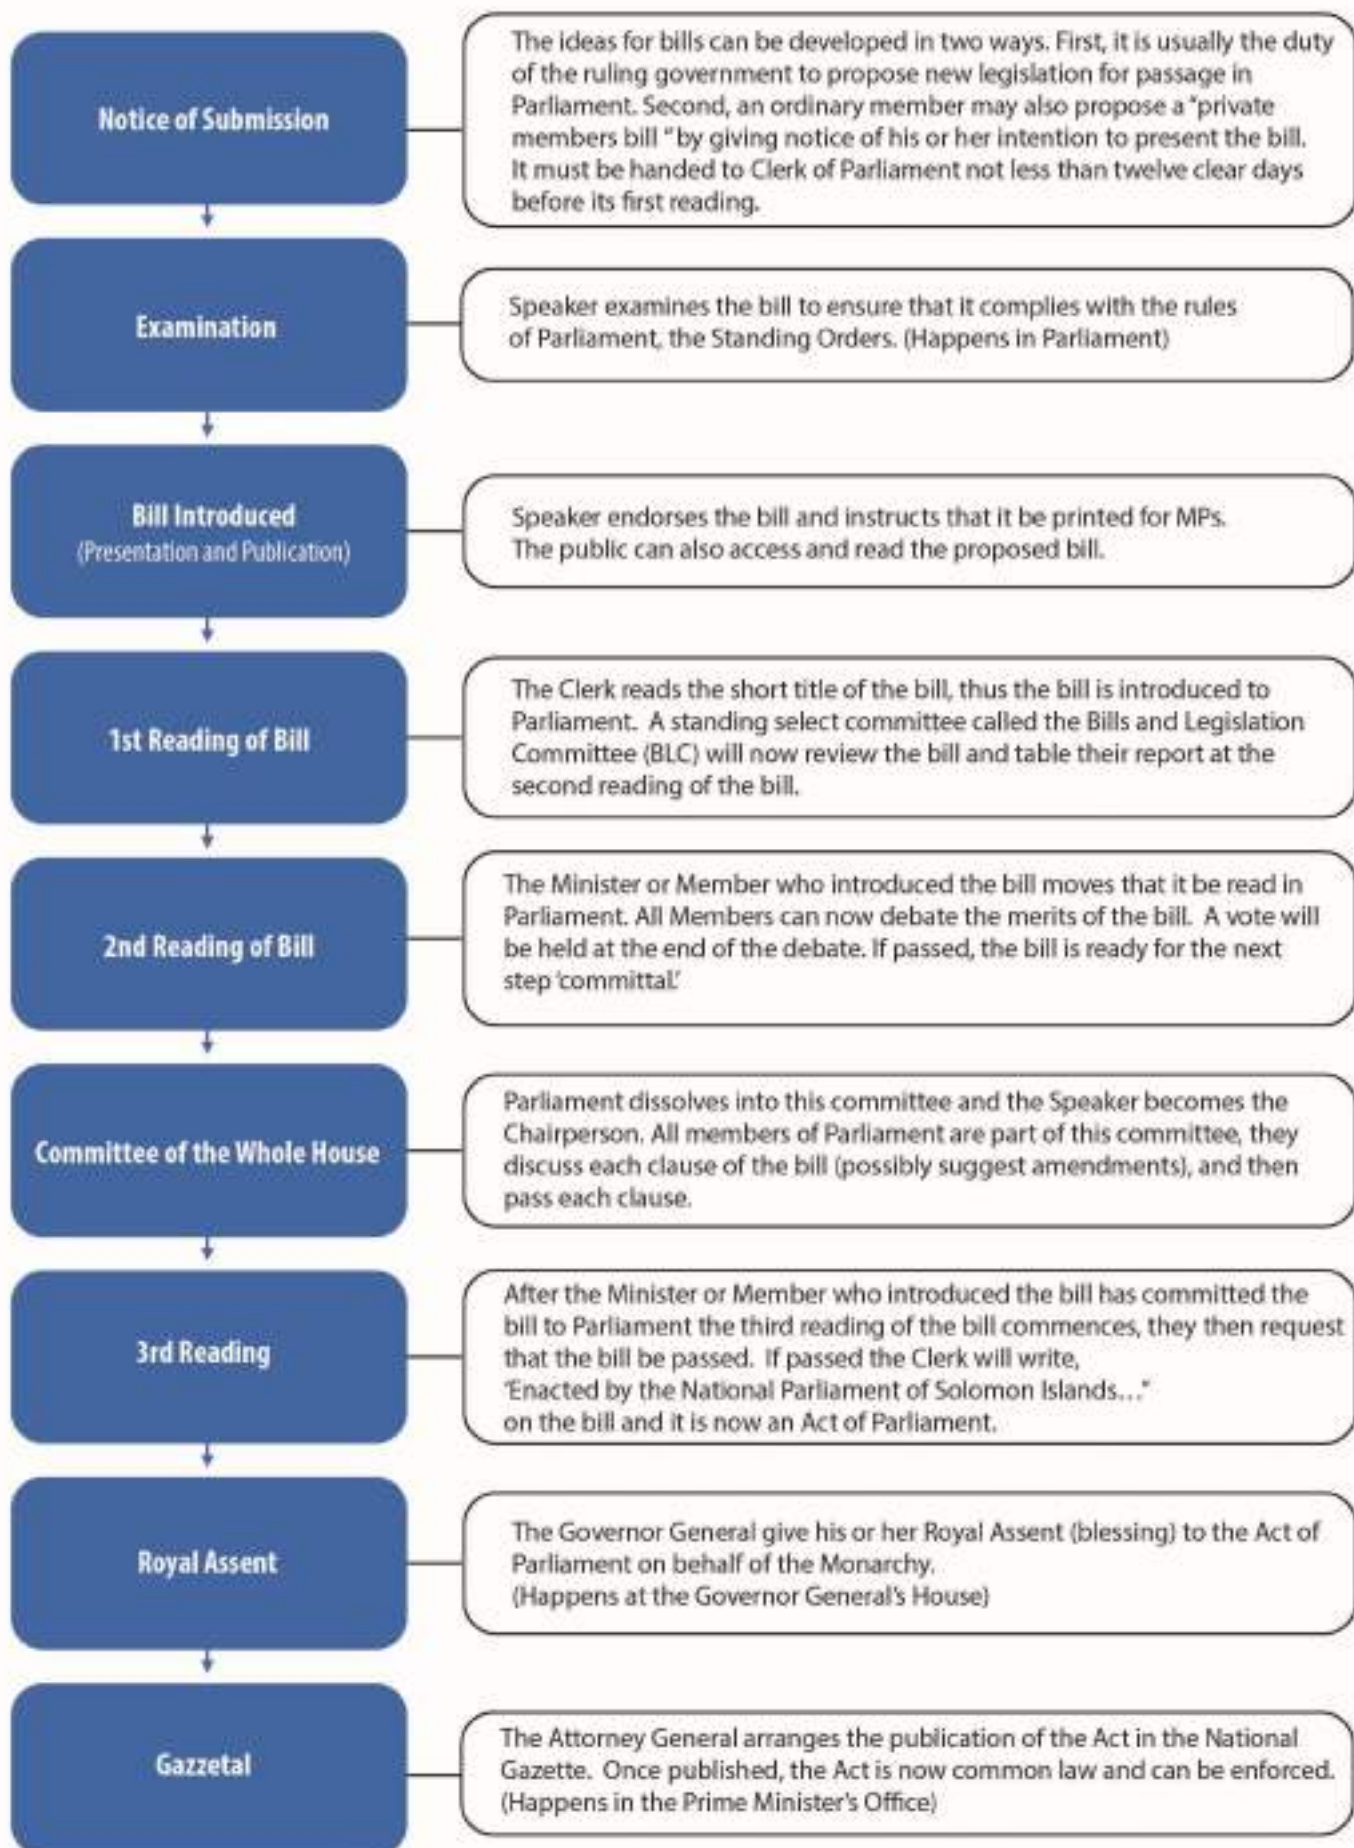 Notice of Submission
The ideas for bills can be developed in two ways. First, it is usually the duty
of the ruling government to propose new legislation for passage in
Parliament. Second, an ordinary member may also propose a "private
members bill " by giving notice of his or her intention to present the bill.
It must be handed to Clerk of Parliament not less than twelve clear days
before its first reading.
Examination
Speaker examines the bill to ensure that it complies with the rules
of Parliament, the Standing Orders. (Happens in Parliament)
Bill Introduced
(Presentation and Publication)
Speaker endorses the bill and instructs that it be printed for MPs.
The public can also access and read the proposed bill.
1st Reading of Bill
The Clerk reads the short title of the bill, thus the bill is introduced to
Parliament. A standing select committee called the Bills and Legislation
Committee (BLC) will now review the bill and table their report at the
second reading of the bill.
2nd Reading of Bill
The Minister or Member who introduced the bill moves that it be read in
Parliament. All Members can now debate the merits of the bill. A vote will
be held at the end of the debate. If passed, the bill is ready for the next
step 'committal.'
Committee of the Whole House
Parliament dissolves into this committee and the Speaker becomes the
Chairperson. All members of Parliament are part of this committee, they
discuss each clause of the bill (possibly suggest amendments), and then
pass each clause.
3rd Reading
After the Minister or Member who introduced the bill has committed the
bill to Parliament the third reading of the bill commences, they then request
that the bill be passed. If passed the Clerk will write,
"Enacted by the National Parliament of Solomon Islands..."
on the bill and it is now an Act of Parliament.
Royal Assent
The Governor General give his or her Royal Assent (blessing) to the Act of
Parliament on behalf of the Monarchy.
(Happens at the Governor General's House)
Gazzetal
The Attorney General arranges the publication of the Act in the National
Gazette. Once published, the Act is now common law and can be enforced.
(Happens in the Prime Minister's Office)